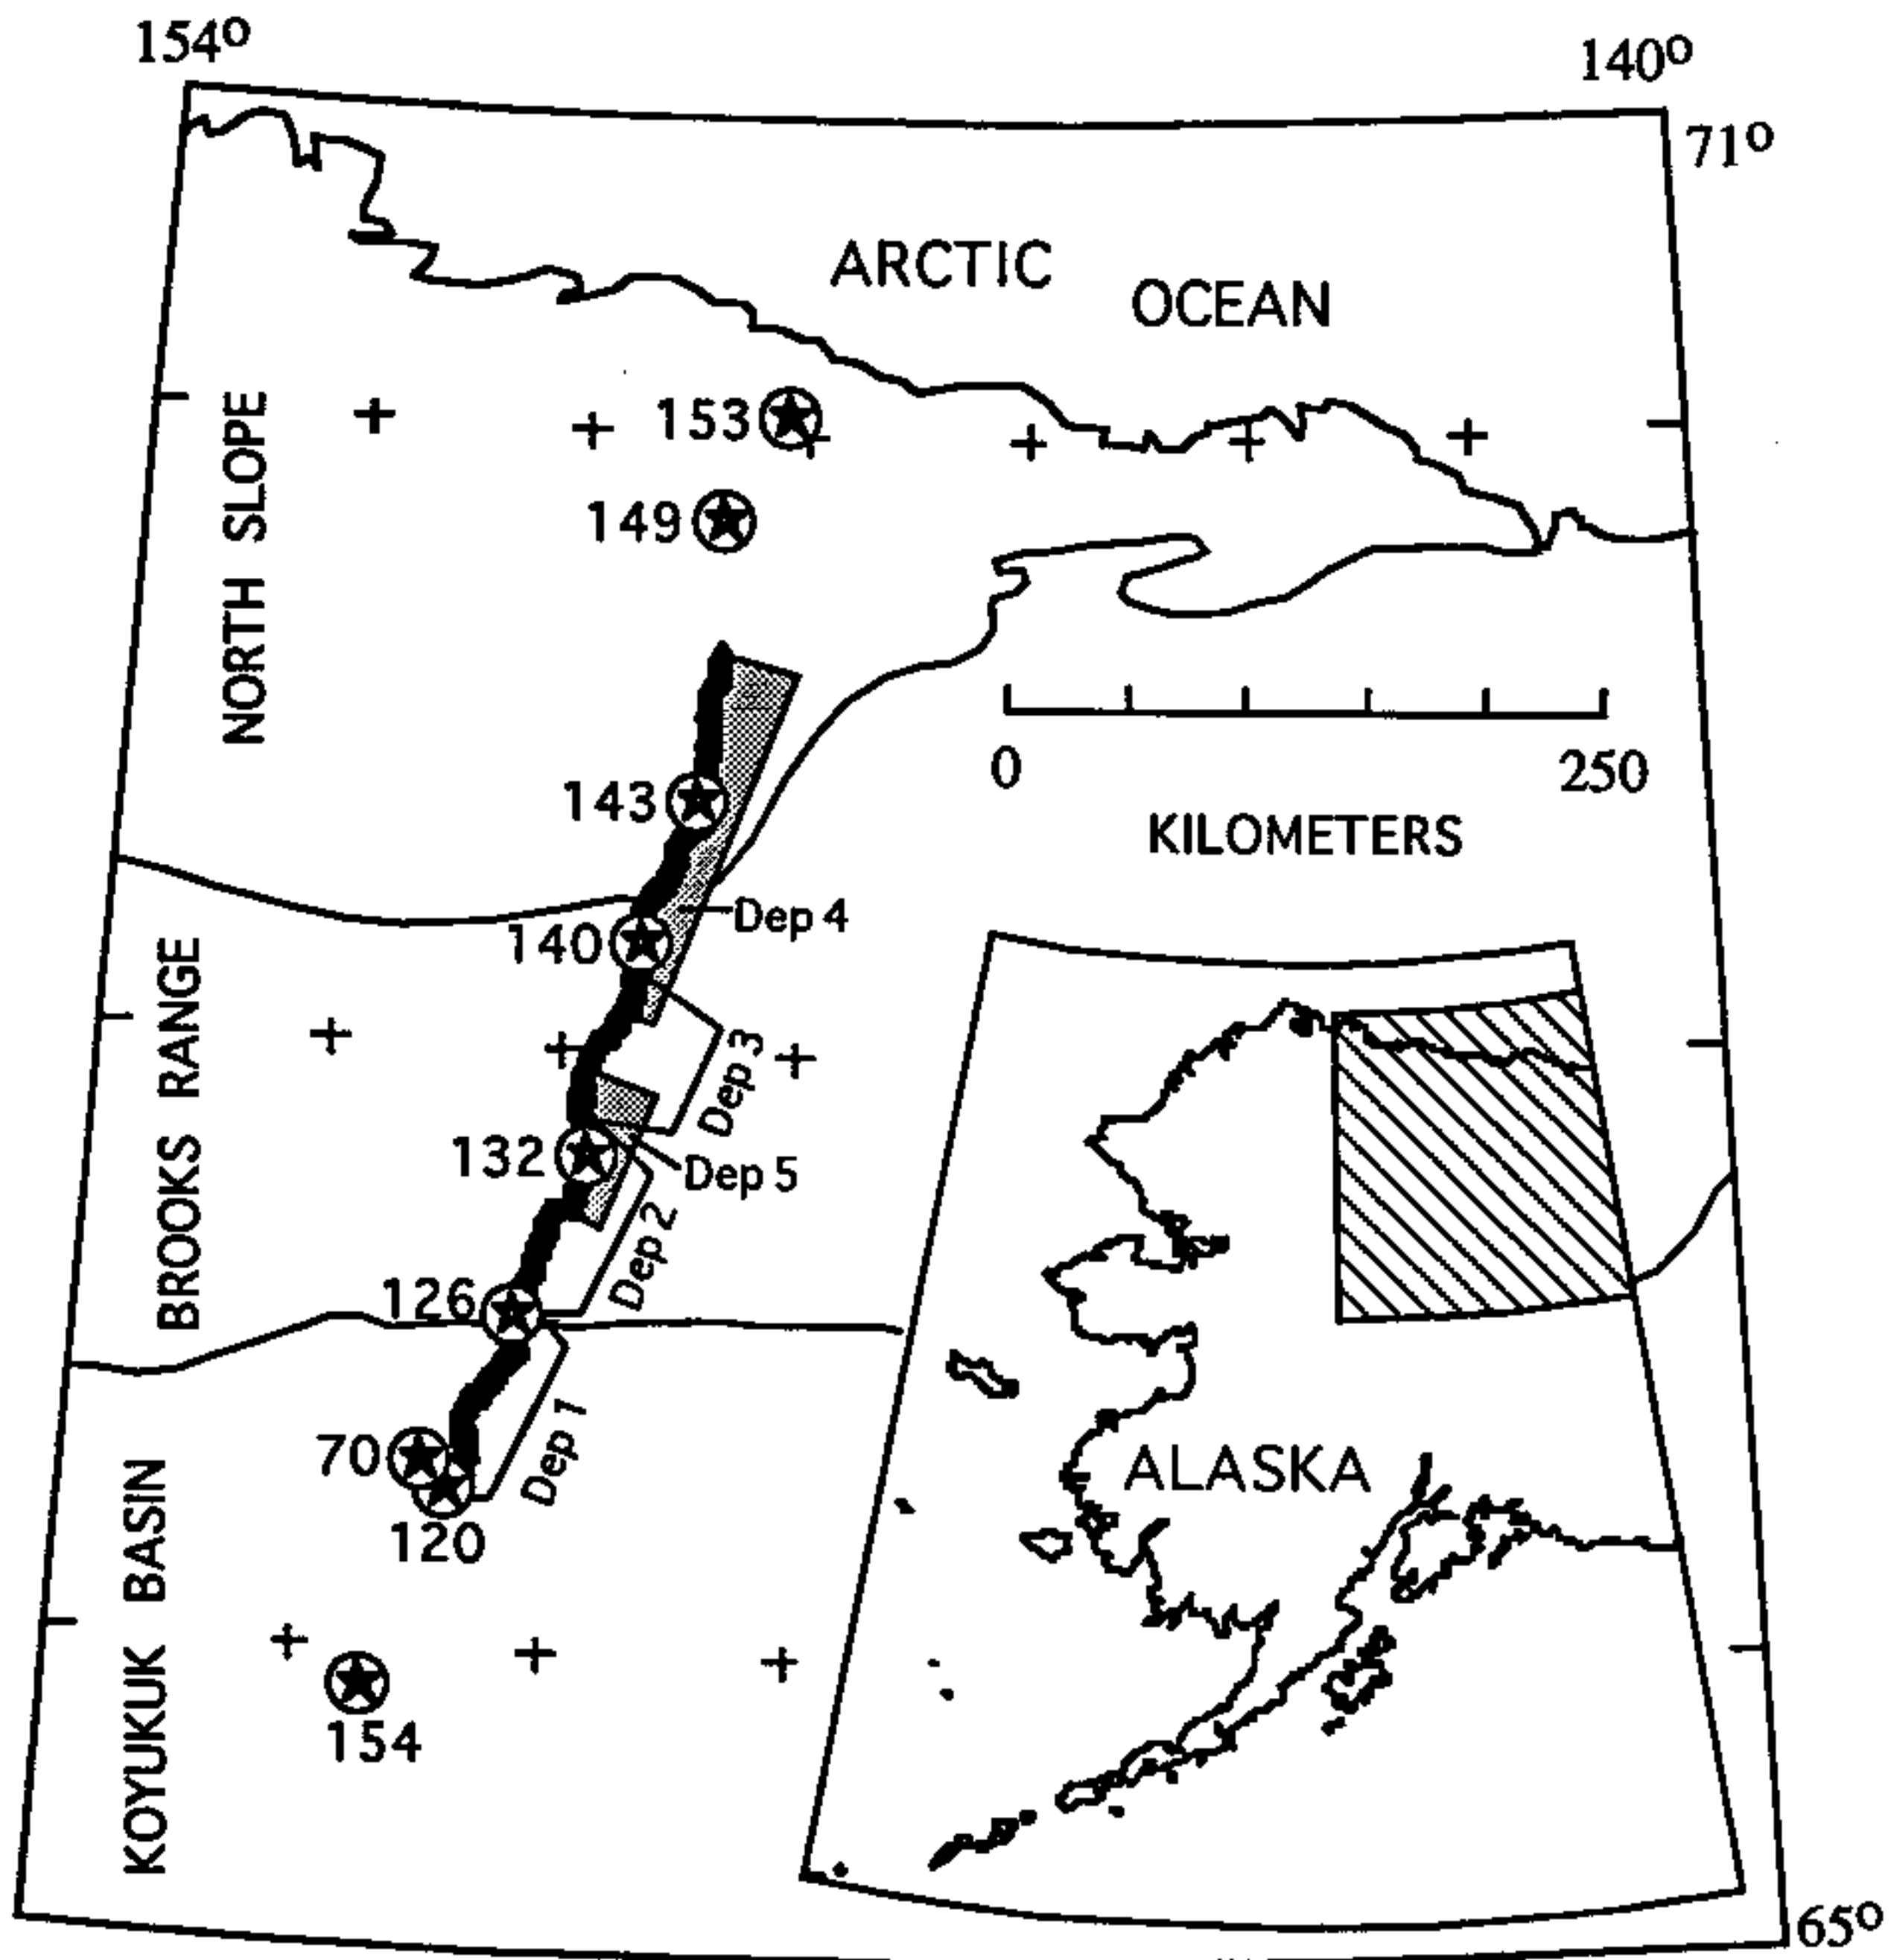 154°
140°
71°
ARCTIC
OCEAN
NORTH SLOPE
153
149
0
250
KILOMETERS
143
Dep 4
140
BROOKS RANGE
Dep 3
132
Dep 5
Dep 2
126
Dep 1
70
120
ALASKA
KOYUKUK BASIN
154
65°